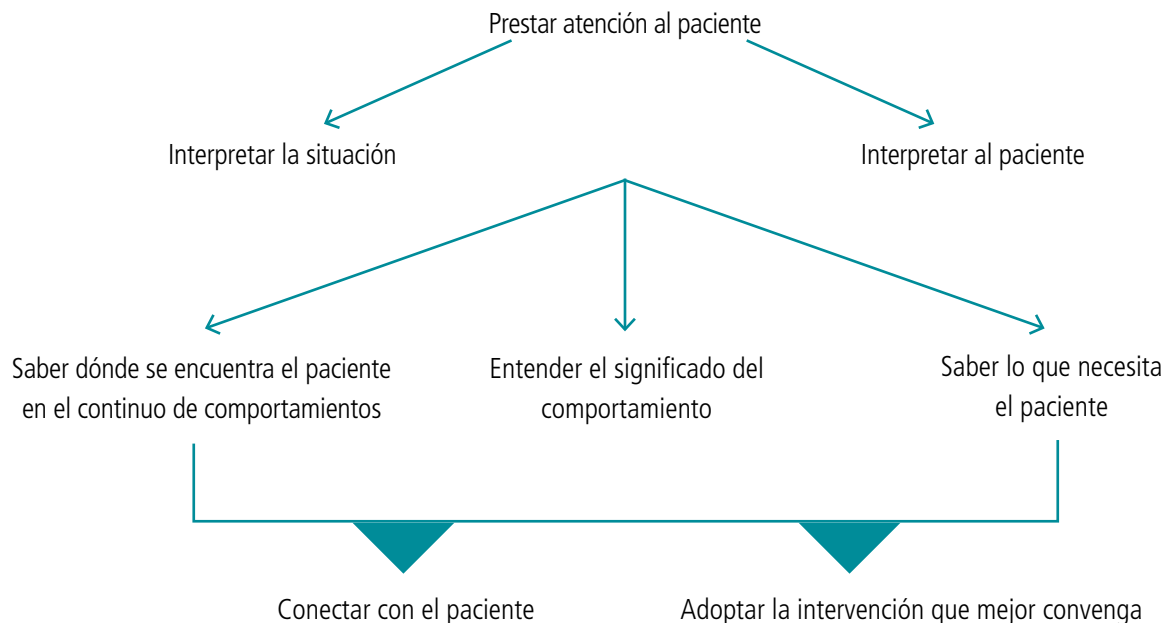 Prestar atención al paciente
Interpretar la situación
Interpretar al paciente
Saber dónde se encuentra el paciente
en el continuo de comportamientos
Entender el significado del
comportamiento
Saber lo que necesita
el paciente
Conectar con el paciente
Adoptar la intervención que mejor convenga